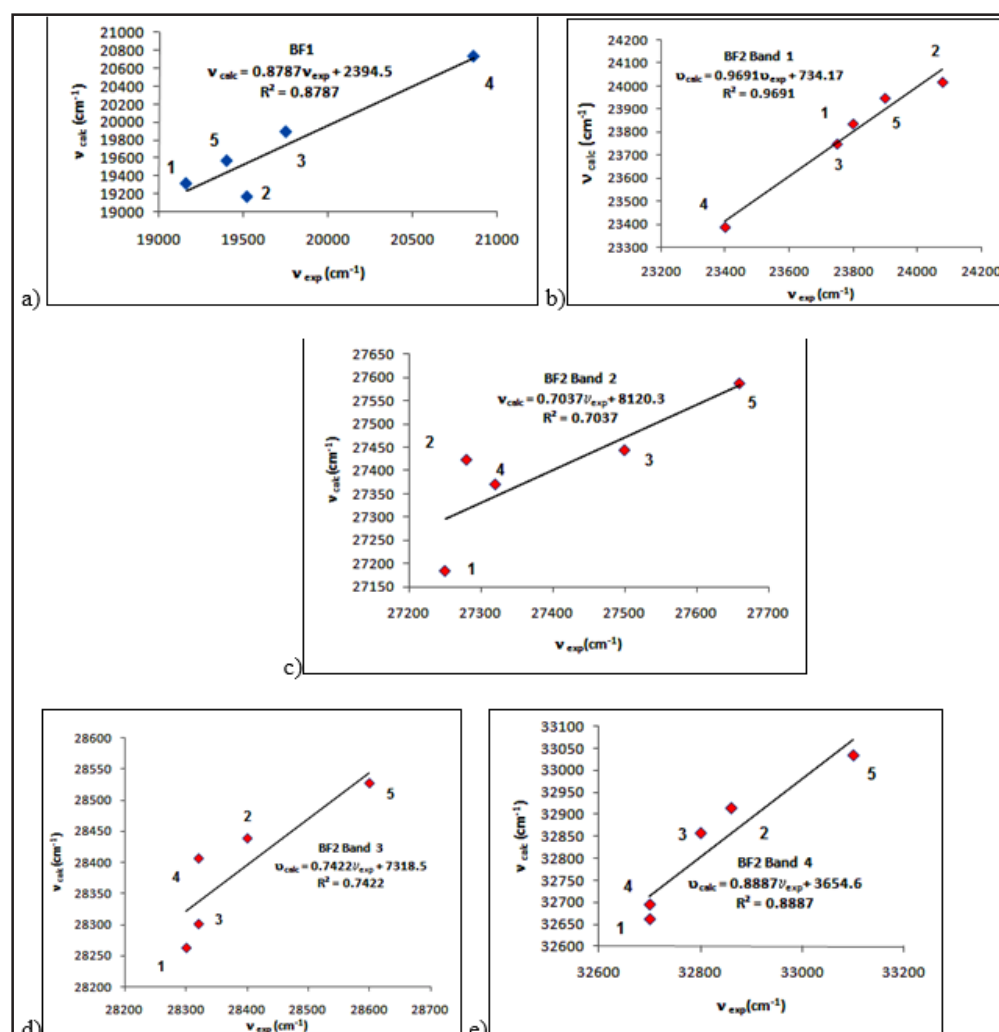 21000
20800
20600
20400
20200
20000
19800
19600
19400
19200
19000
ν calc (cm⁻¹)
BF1
ν calc = 0.8787ν exp + 2394.5
R² = 0.8787
4
5
1
3
2
19000 19500 20000 20500 21000
ν exp (cm⁻¹)
a)
24200
24100
24000
23900
23800
23700
23600
23500
23400
23300
ν calc (cm⁻¹)
BF2 Band 1
υcalc = 0.9691υexp + 734.17
R² = 0.9691
2
1
5
3
4
23200 23400 23600 23800 24000 24200
ν exp (cm⁻¹)
b)
27650
27600
27550
27500
27450
27400
27350
27300
27250
27200
27150
ν calc (cm⁻¹)
BF2 Band 2
νcalc = 0.7037νexp + 8120.3
R² = 0.7037
5
2
4
3
1
27200 27300 27400 27500 27600 27700
ν exp (cm⁻¹)
c)
28600
28550
28500
28450
28400
28350
28300
28250
28200
νcalc (cm⁻¹)
5
2
BF2 Band 3
υcalc = 0.7422νexp + 7318.5
R² = 0.7422
4
3
1
28200 28300 28400 28500 28600 28700
ν exp (cm⁻¹)
d)
33100
33050
33000
32950
32900
32850
32800
32750
32700
32650
32600
ν calc (cm⁻¹)
5
3
2
BF2 Band 4
υcalc = 0.8887νexp + 3654.6
R² = 0.8887
4
1
32600 32800 33000 33200
ν exp (cm⁻¹)
e)